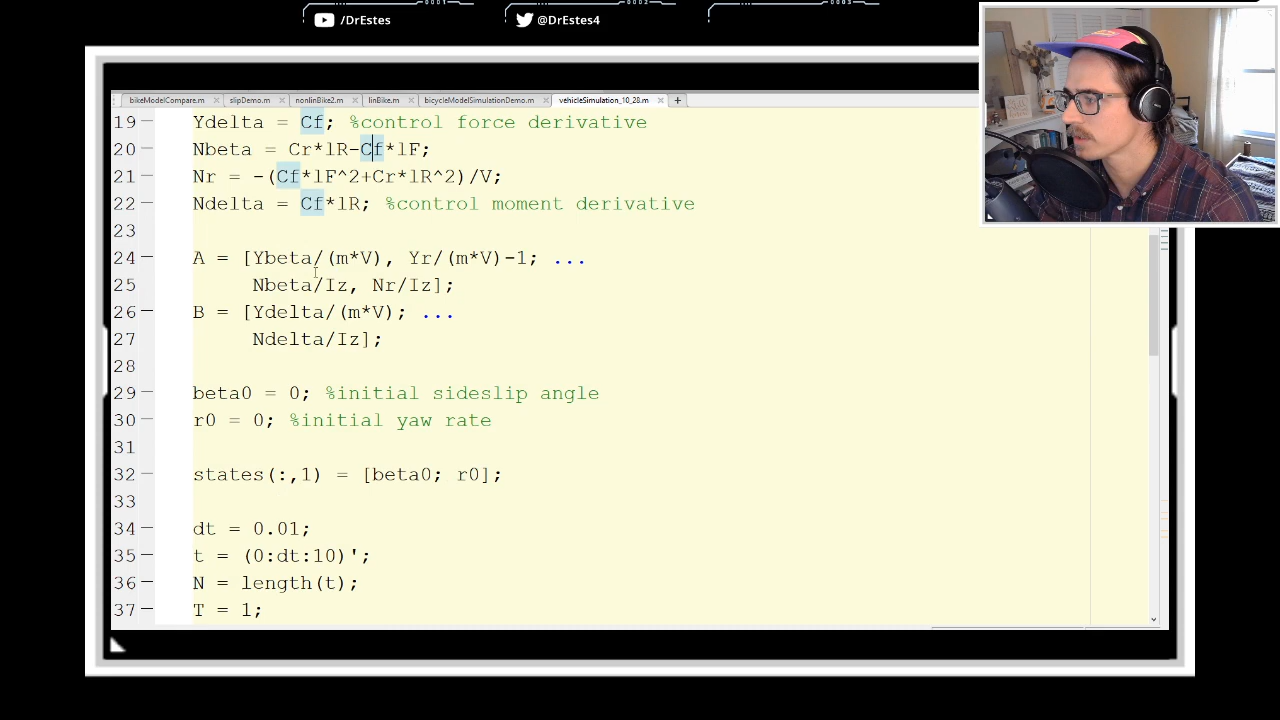 0001
0002
0003
/DrEstes
@DrEstes4
bikeModelCompare.m × slipDemo.m × nonlinBike2.m × linBike.m × bicycleModelSimulationDemo.m × vehicleSimulation_10_28.m × +
19 Ydelta = Cf; %control force derivative
20 Nbeta = Cr*lR-Cf*lF;
21 Nr = -(Cf*lF^2+Cr*lR^2)/V;
22 Ndelta = Cf*lR; %control moment derivative
23
24 A = [Ybeta/(m*V), Yr/(m*V)-1; ...
25 Nbeta/Iz, Nr/Iz];
26 B = [Ydelta/(m*V); ...
27 Ndelta/Iz];
28
29 beta0 = 0; %initial sideslip angle
30 r0 = 0; %initial yaw rate
31
32 states(:,1) = [beta0; r0];
33
34 dt = 0.01;
35 t = (0:dt:10)';
36 N = length(t);
37 T = 1;